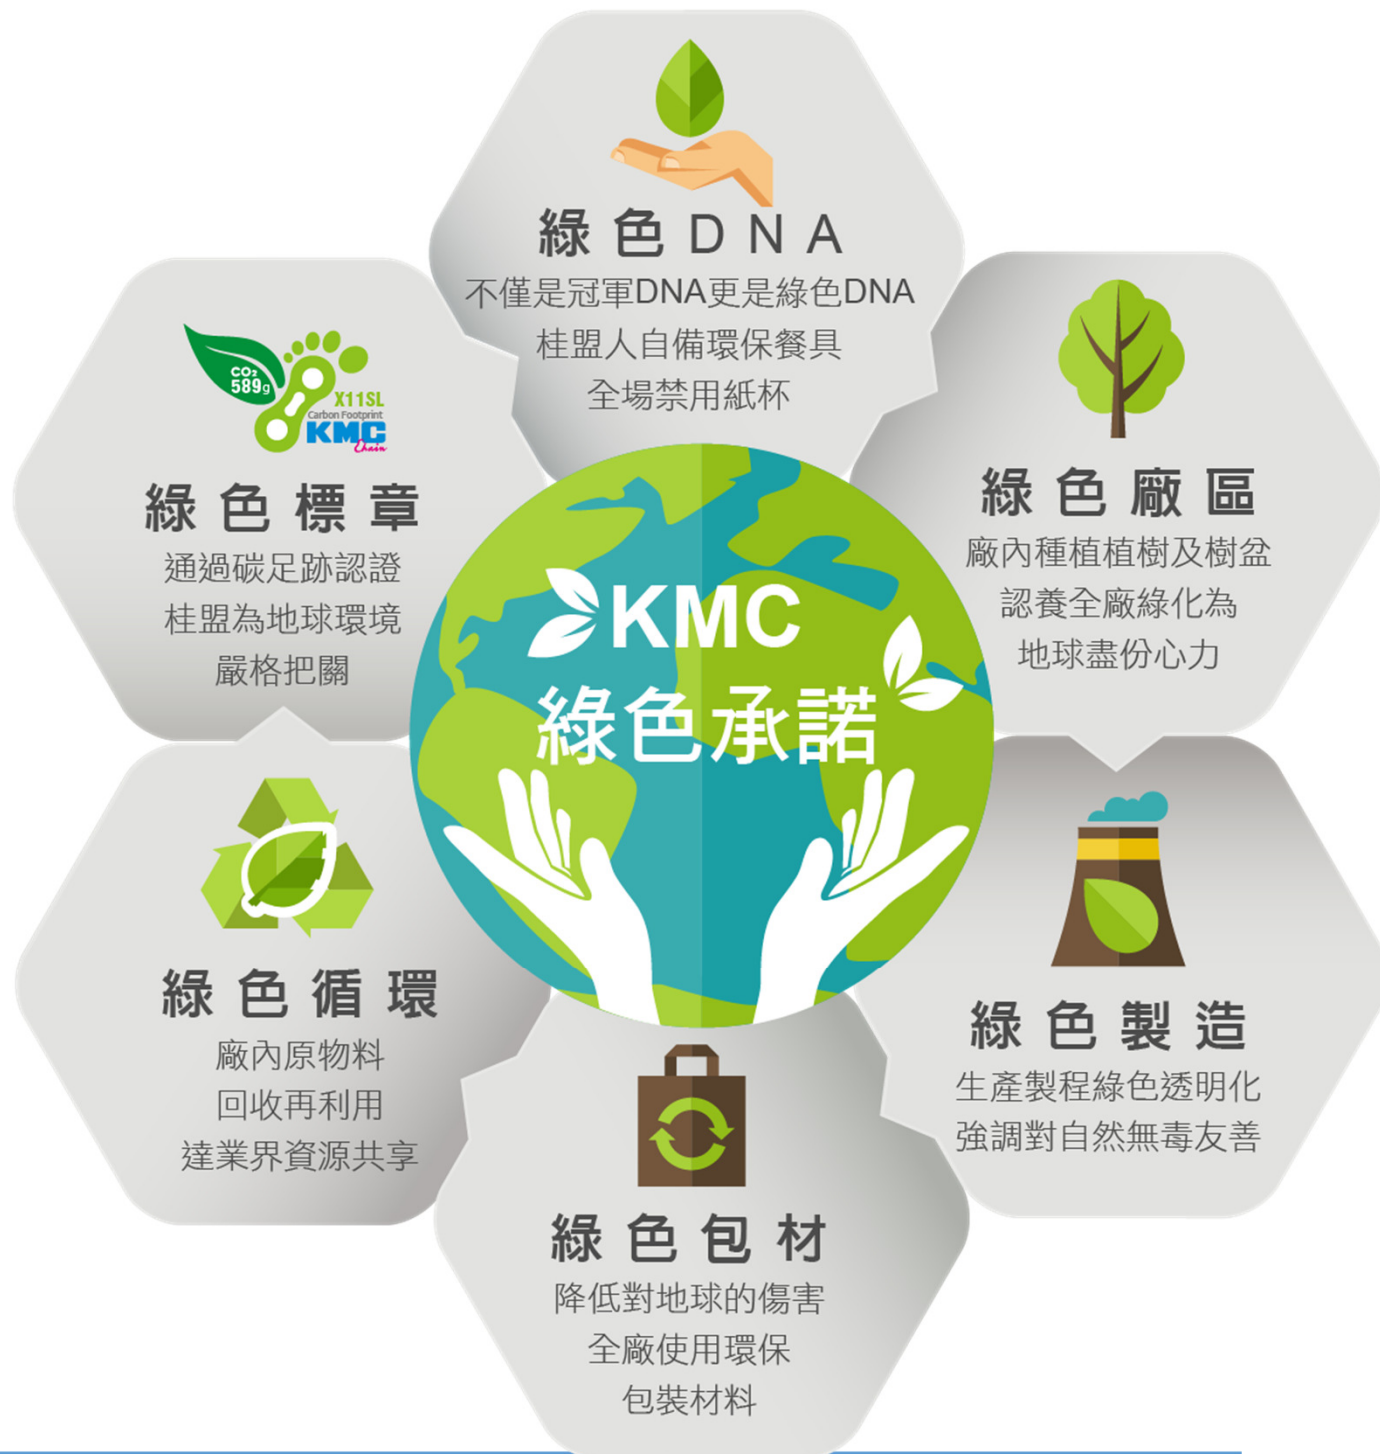 綠色DNA
不僅是冠軍DNA更是綠色DNA
桂盟人自備環保餐具
全場禁用紙杯
綠色廠區
廠內種植植樹及樹盆
認養全廠綠化為
地球盡份心力
綠色製造
生產製程綠色透明化
強調對自然無毒友善
綠色包材
降低對地球的傷害
全廠使用環保
包裝材料
綠色循環
廠內原物料
回收再利用
達業界資源共享
CO₂
589g
X11SL
Carbon Footprint
KMC
Chain
綠色標章
通過碳足跡認證
桂盟為地球環境
嚴格把關
KMC
綠色承諾